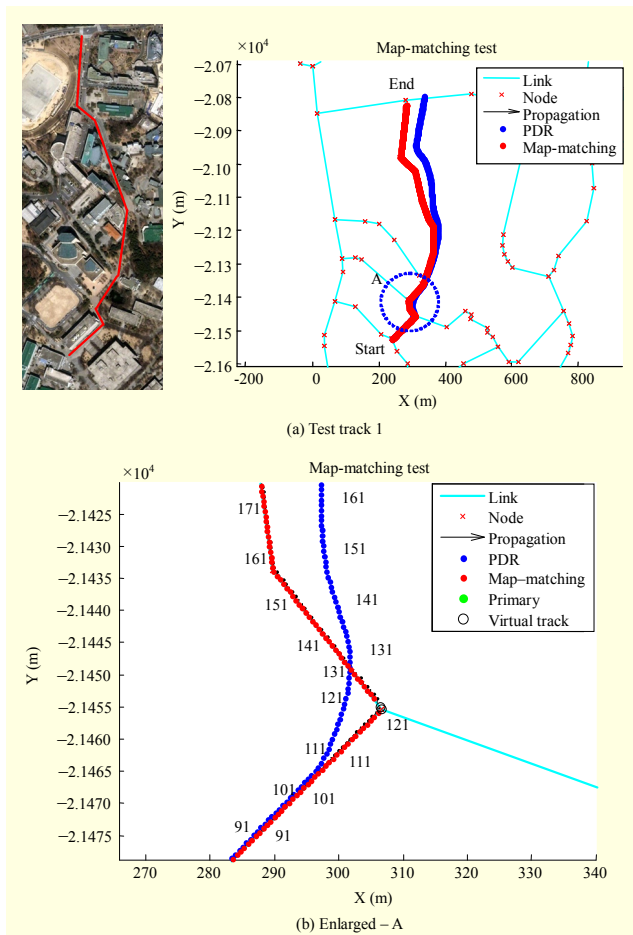 ×10⁴
Map-matching test
−2.07
−2.08
−2.09
−2.10
−2.11
−2.12
−2.13
−2.14
−2.15
−2.16
Y (m)
End
A
Start
Link
Node
Propagation
PDR
Map-matching
−200
0
200
400
600
800
X (m)
(a) Test track 1
×10⁴
Map-matching test
−2.1425
−2.1430
−2.1435
−2.1440
−2.1445
−2.1450
−2.1455
−2.1460
−2.1465
−2.1470
−2.1475
Y (m)
171
161
161
151
151
141
141
131
131
121
121
111
111
101
101
91
91
Link
Node
Propagation
PDR
Map–matching
Primary
Virtual track
270
280
290
300
310
320
330
340
X (m)
(b) Enlarged – A